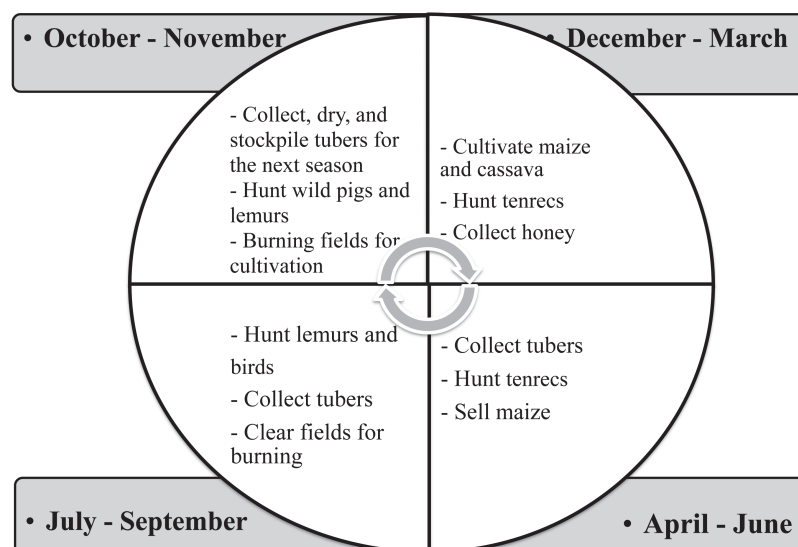 • October - November
• December - March
- Collect, dry, and
stockpile tubers for
the next season
- Hunt wild pigs and
lemurs
- Burning fields for
cultivation
- Cultivate maize
and cassava
- Hunt tenrecs
- Collect honey
- Hunt lemurs and
birds
- Collect tubers
- Clear fields for
burning
- Collect tubers
- Hunt tenrecs
- Sell maize
• July - September
• April - June